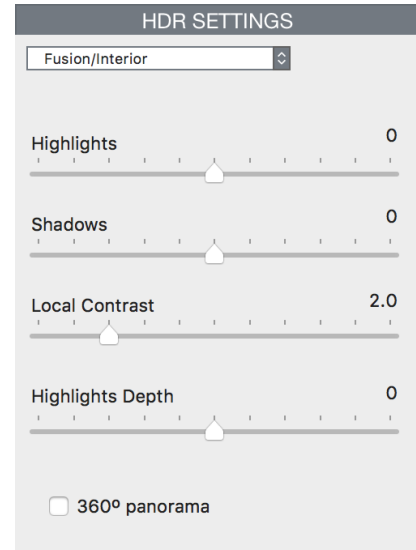 HDR SETTINGS
Fusion/Interior
Highlights 0
Shadows 0
Local Contrast 2.0
Highlights Depth 0
360º panorama